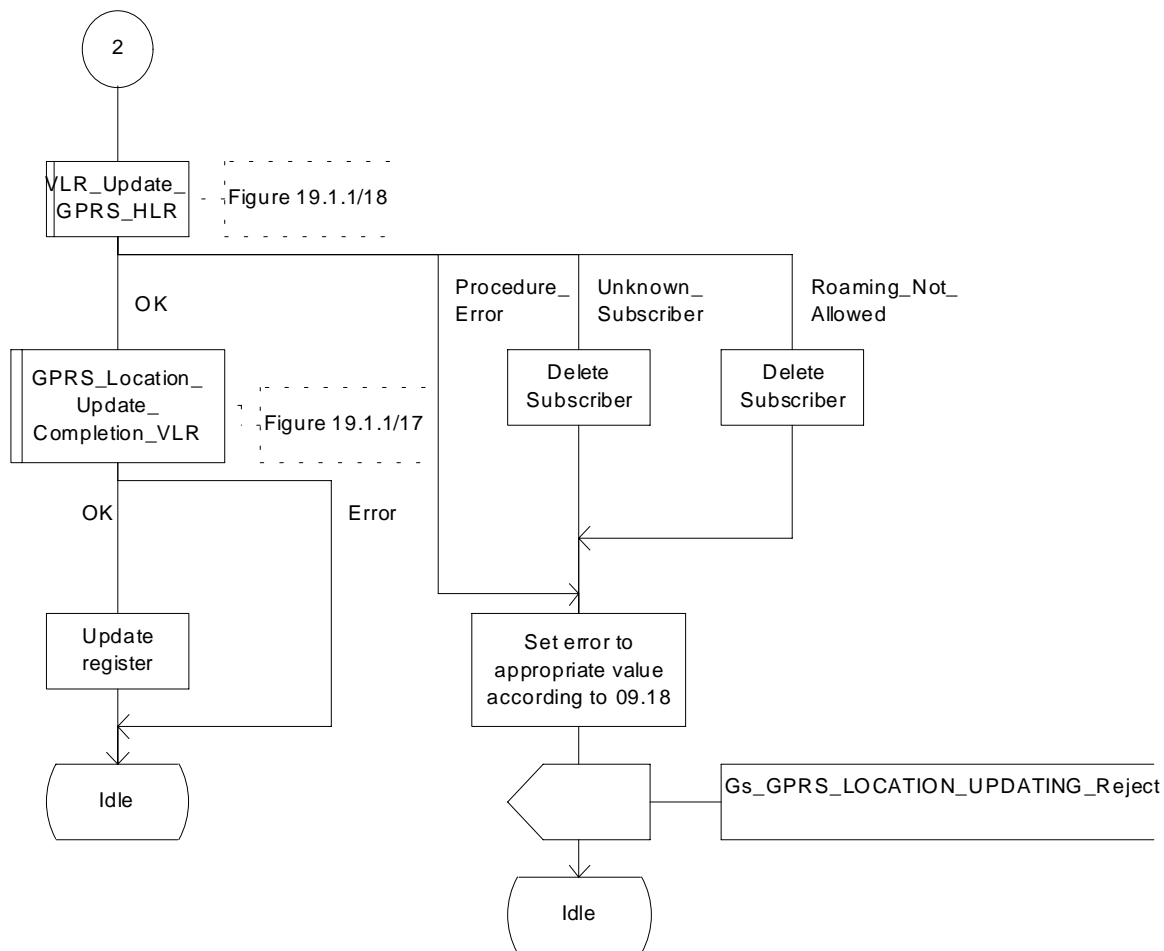 2
VLR_Update_
GPRS_HLR
Figure 19.1.1/18
OK
Procedure_
Error
Unknown_
Subscriber
Roaming_Not_
Allowed
GPRS_Location_
Update_
Completion_VLR
Figure 19.1.1/17
Delete
Subscriber
Delete
Subscriber
OK
Error
Update
register
Set error to
appropriate value
according to 09.18
Idle
Gs_GPRS_LOCATION_UPDATING_Reject
Idle